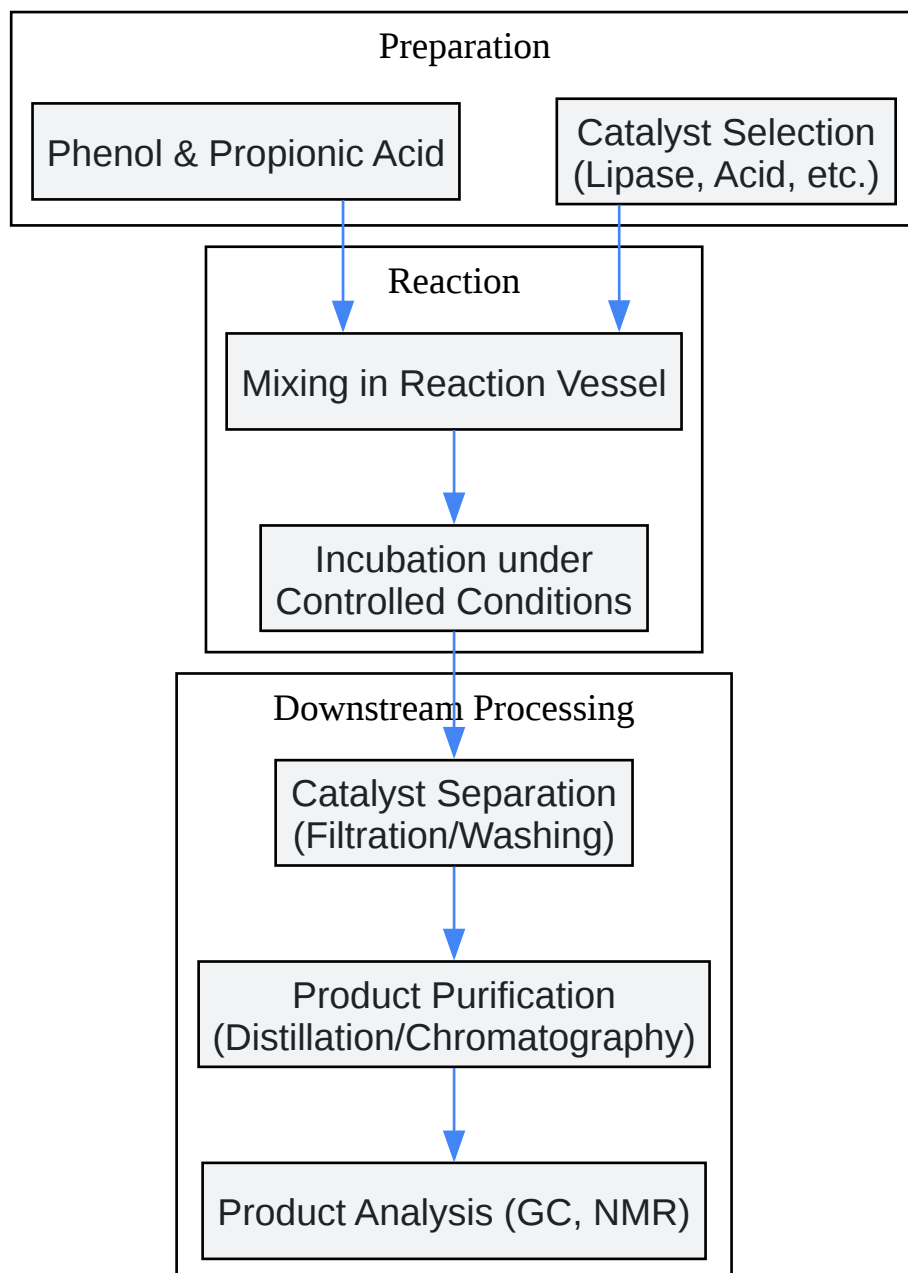 Preparation
Phenol & Propionic Acid
Catalyst Selection
(Lipase, Acid, etc.)
Reaction
Mixing in Reaction Vessel
Incubation under
Controlled Conditions
Downstream Processing
Catalyst Separation
(Filtration/Washing)
Product Purification
(Distillation/Chromatography)
Product Analysis (GC, NMR)